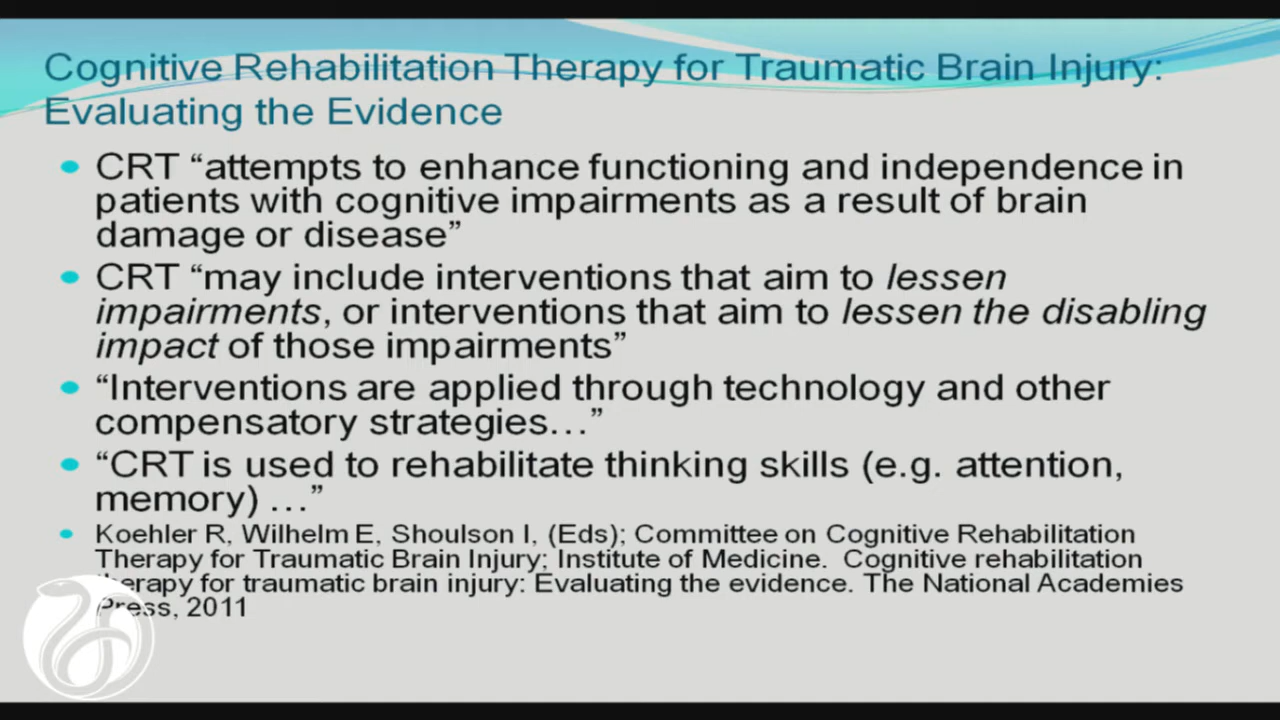 Cognitive Rehabilitation Therapy for Traumatic Brain Injury:
Evaluating the Evidence
CRT “attempts to enhance functioning and independence in
patients with cognitive impairments as a result of brain
damage or disease”
CRT “may include interventions that aim to lessen
impairments, or interventions that aim to lessen the disabling
impact of those impairments”
“Interventions are applied through technology and other
compensatory strategies…”
“CRT is used to rehabilitate thinking skills (e.g. attention,
memory) …”
Koehler R, Wilhelm E, Shoulson I, (Eds); Committee on Cognitive Rehabilitation
Therapy for Traumatic Brain Injury; Institute of Medicine. Cognitive rehabilitation
therapy for traumatic brain injury: Evaluating the evidence. The National Academies
Press, 2011